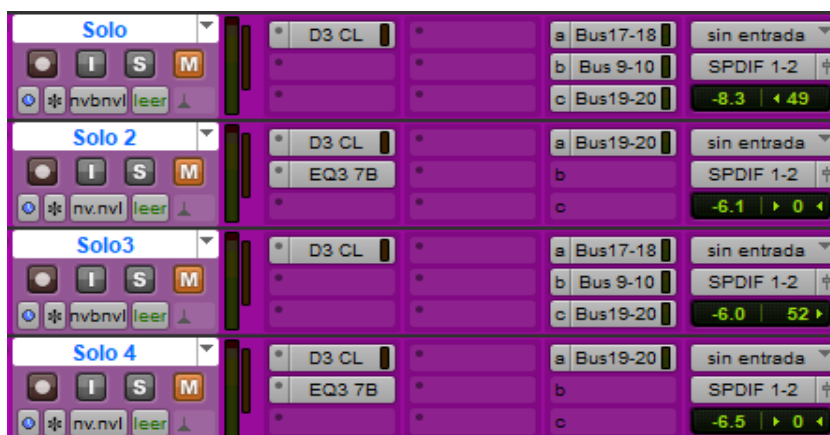 Solo D3 CL a Bus17-18 sin entrada
I S M b Bus 9-10 SPDIF 1-2
nvbnvl leer c Bus19-20 -8.3 49
Solo 2 D3 CL a Bus19-20 sin entrada
I S M EQ3 7B b SPDIF 1-2
nv.nvl leer c -6.1 0
Solo3 D3 CL a Bus17-18 sin entrada
I S M b Bus 9-10 SPDIF 1-2
nvbnvl leer c Bus19-20 -6.0 52
Solo 4 D3 CL a Bus19-20 sin entrada
I S M EQ3 7B b SPDIF 1-2
nv.nvl leer c -6.5 0